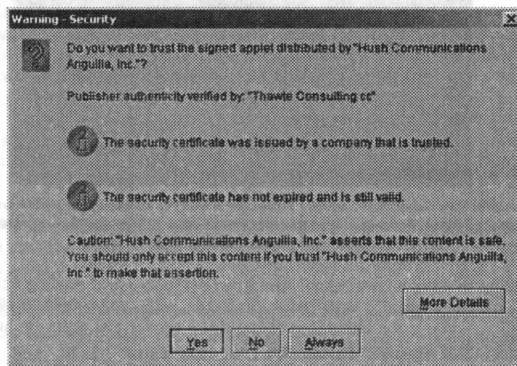 Warning - Security
Do you want to trust the signed applet distributed by "Hush Communications
Anguilla, Inc."?
Publisher authenticity verified by: "Thawte Consulting cc"
The security certificate was issued by a company that is trusted.
The security certificate has not expired and is still valid.
Caution: "Hush Communications Anguilla, Inc." asserts that this content is safe.
You should only accept this content if you trust "Hush Communications Anguilla,
Inc." to make that assertion.
More Details
Yes No Always